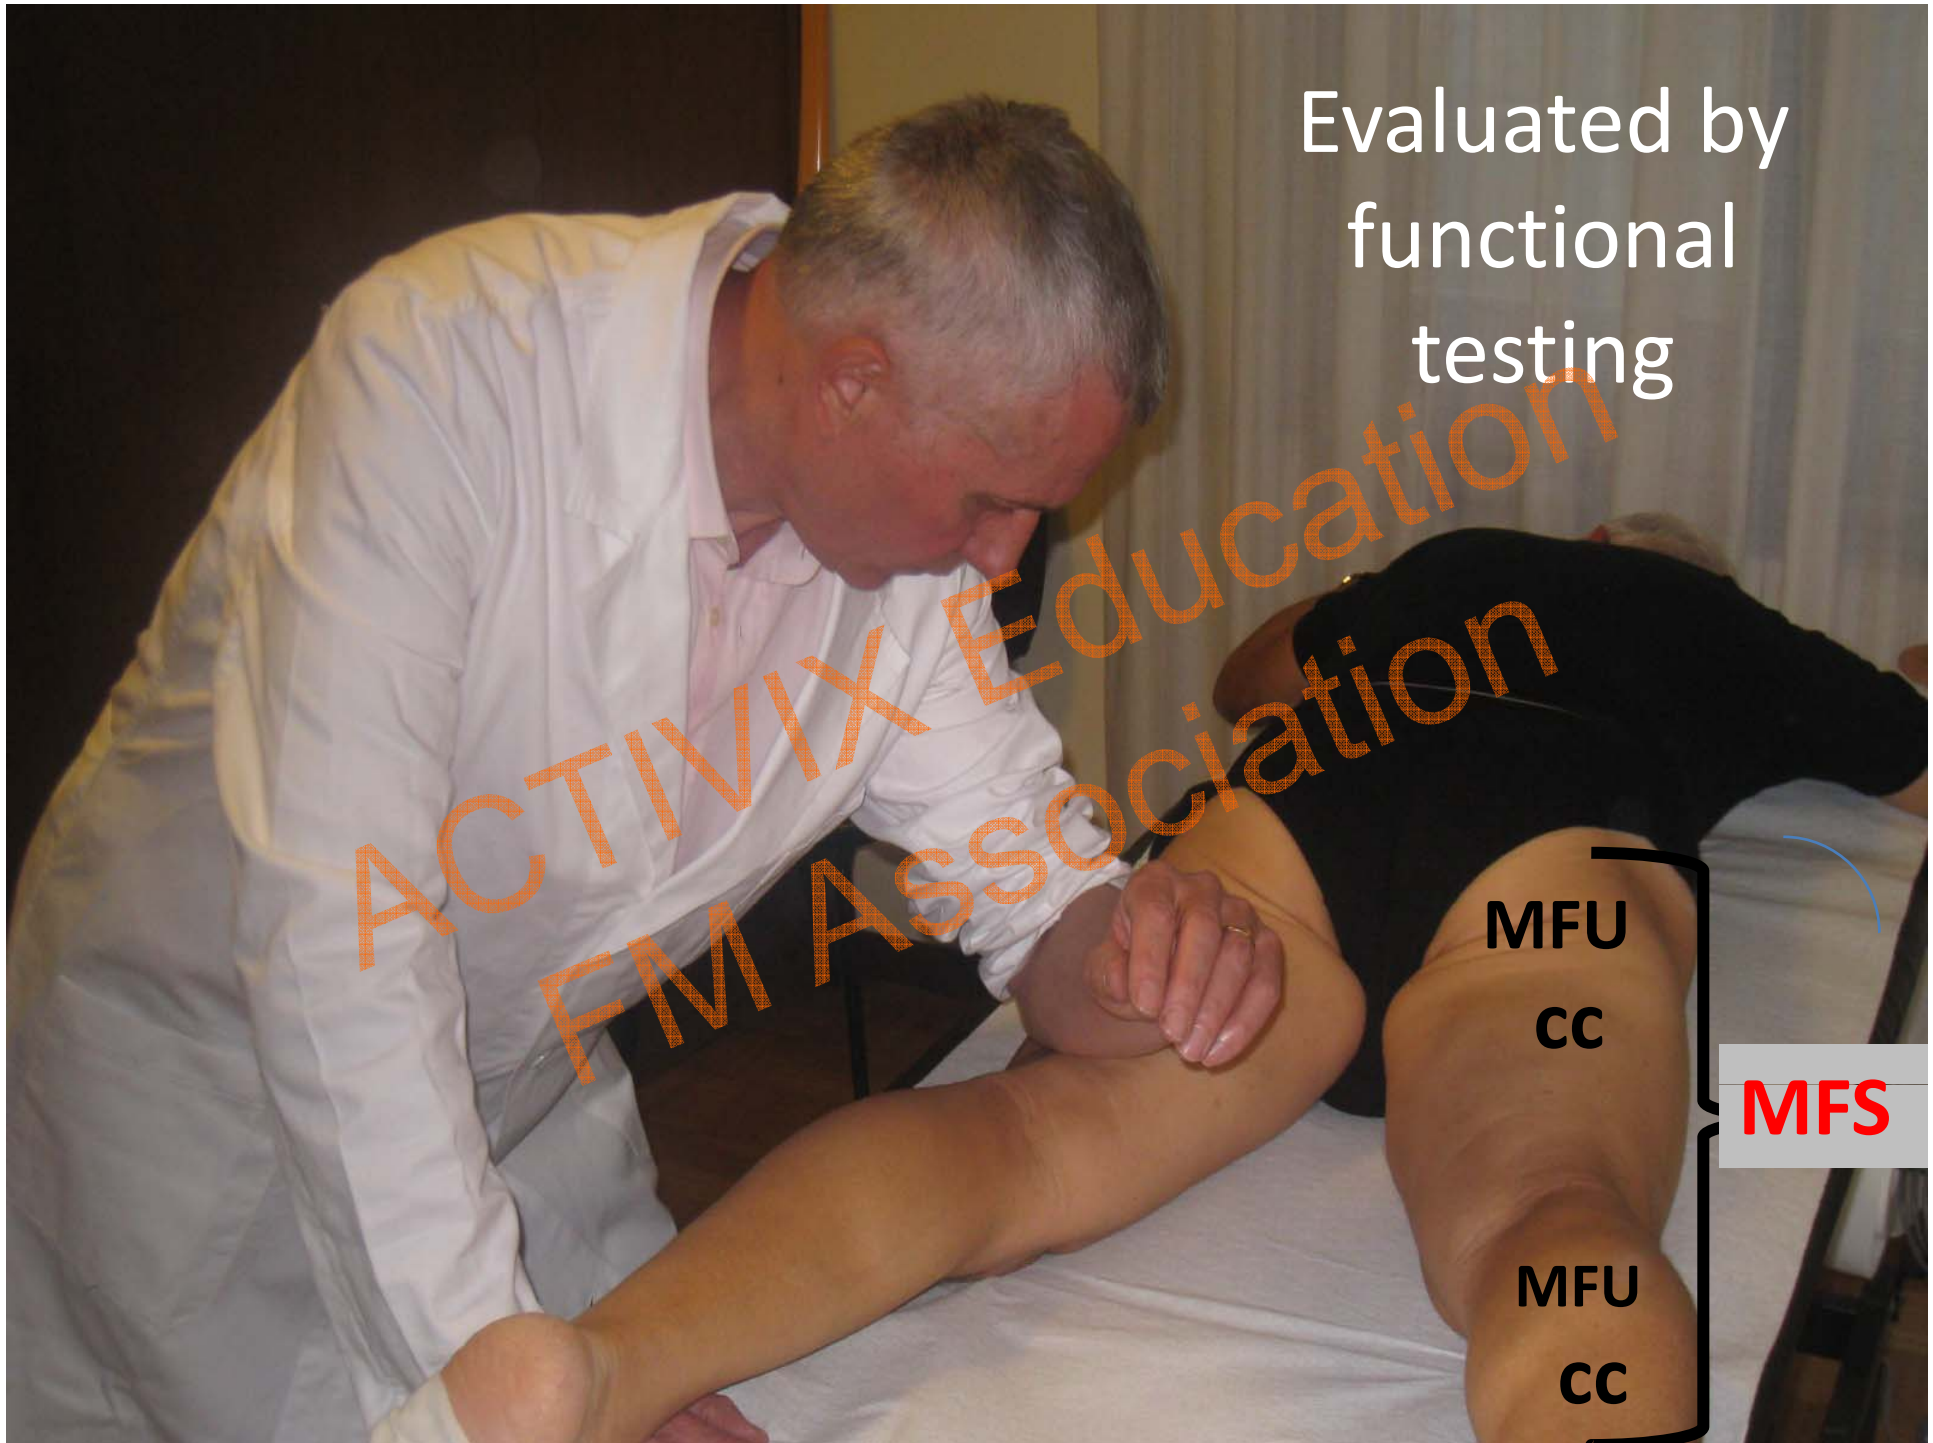 Evaluated by
functional
testing
ACTIVIX Education
FM Association
MFU
cc
MFS
MFU
cc